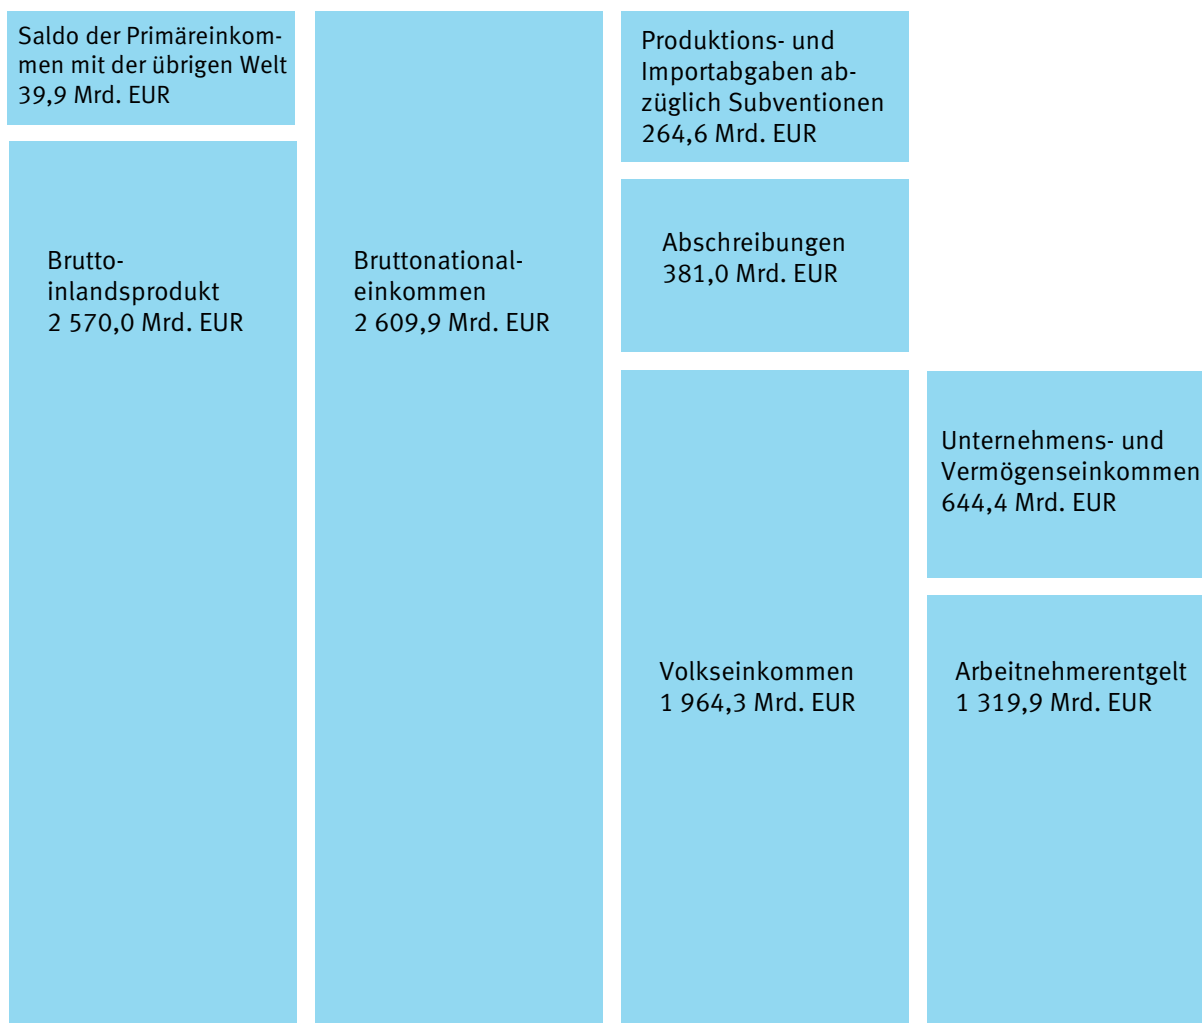 Saldo der Primäreinkom-
men mit der übrigen Welt
39,9 Mrd. EUR
Brutto-
inlandsprodukt
2 570,0 Mrd. EUR
Bruttonational-
einkommen
2 609,9 Mrd. EUR
Produktions- und
Importabgaben ab-
züglich Subventionen
264,6 Mrd. EUR
Abschreibungen
381,0 Mrd. EUR
Volkseinkommen
1 964,3 Mrd. EUR
Unternehmens- und
Vermögenseinkommen
644,4 Mrd. EUR
Arbeitnehmerentgelt
1 319,9 Mrd. EUR